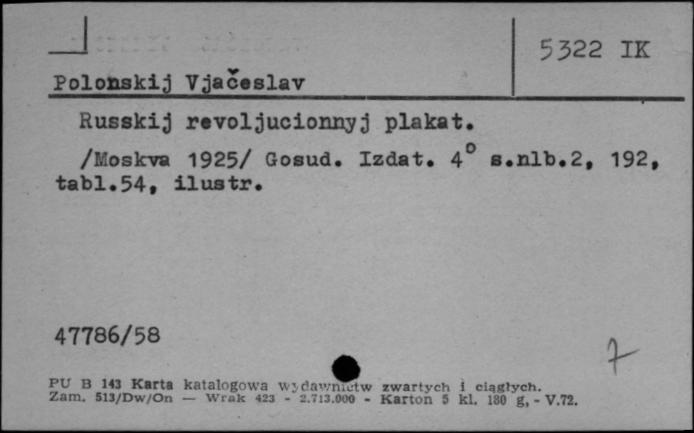 5322 IK
Polonskij Vjačeslav
Russkij revoljucionnyj plakat.
/Moskva 1925/ Gosud. Izdat. 4° s.nlb.2, 192,
tabl.54, ilustr.
47786/58
7
PU B 143 Karta katalogowa wydawnictw zwartych i ciągłych.
Zam. 513/Dw/On — Wrak 423 - 2.713.000 - Karton 5 kl. 180 g, - V.72.